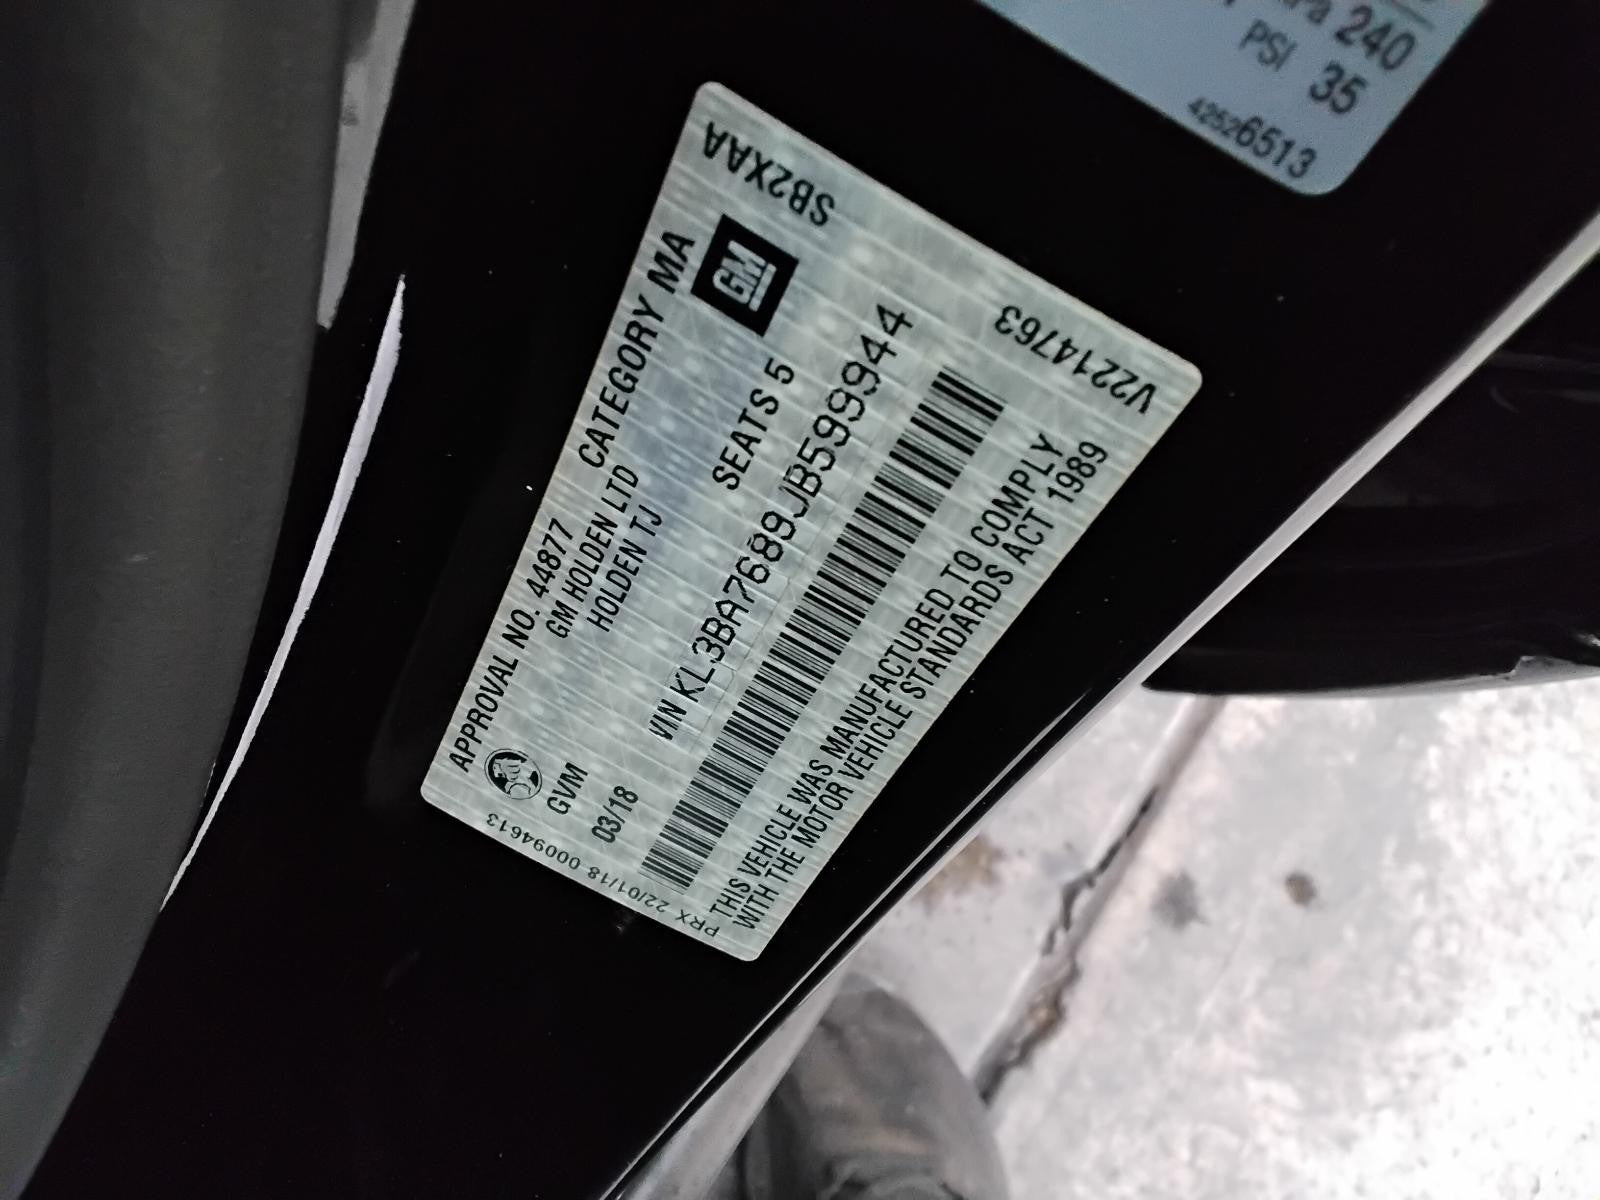 240
PSI 35
42526513
SB2XAA
APPROVAL NO. 44877 CATEGORY MA
GM HOLDEN LTD
HOLDEN TJ
GM
GVM SEATS 5
03/18
VIN KL3BA7689JB599944
THIS VEHICLE WAS MANUFACTURED TO COMPLY
WITH THE MOTOR VEHICLE STANDARDS ACT 1989
V2214763
PRX 22/01/18 00094613